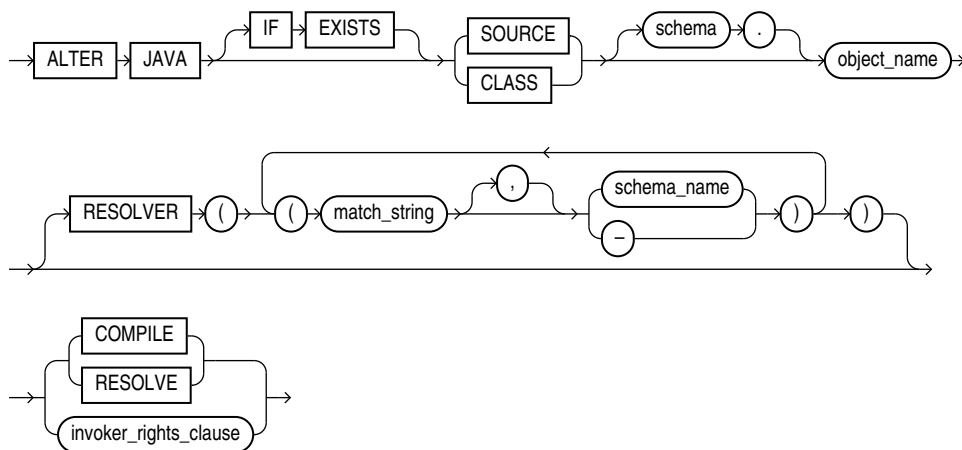 IF EXISTS SOURCE schema .
ALTER JAVA CLASS object_name
RESOLVER ( ( match_string , schema_name ) )
–
COMPILE
RESOLVE
invoker_rights_clause